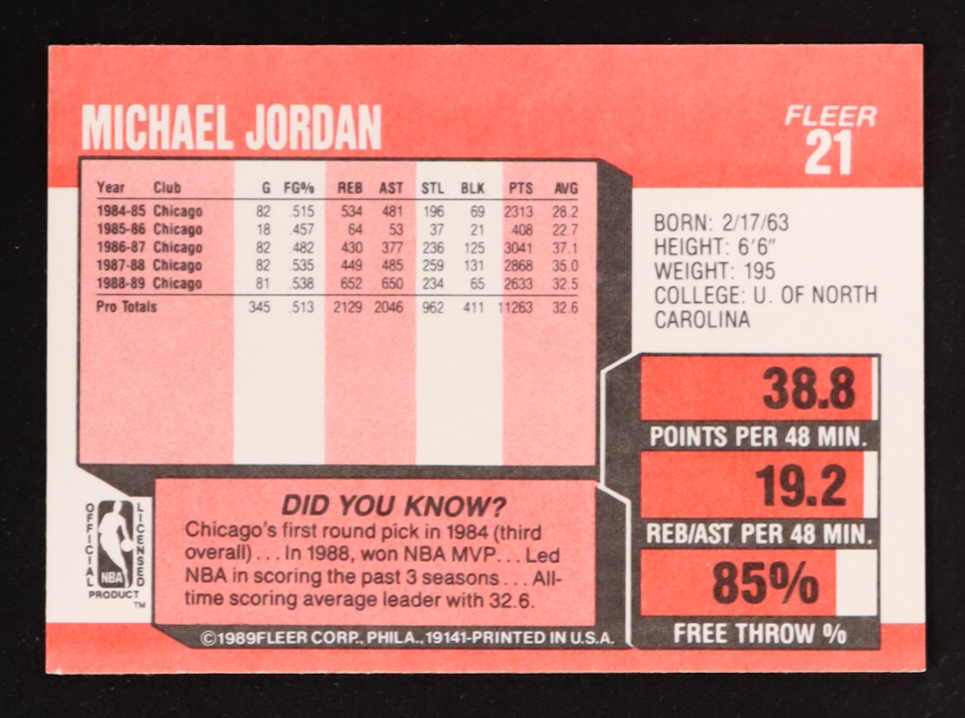 MICHAEL JORDAN
FLEER
21
Year Club G FG% REB AST STL BLK PTS AVG
1984-85 Chicago 82 .515 534 481 196 69 2313 28.2
1985-86 Chicago 18 .457 64 53 37 21 408 22.7
1986-87 Chicago 82 .482 430 377 236 125 3041 37.1
1987-88 Chicago 82 .535 449 485 259 131 2868 35.0
1988-89 Chicago 81 .538 652 650 234 65 2633 32.5
Pro Totals 345 .513 2129 2046 962 411 11263 32.6
BORN: 2/17/63
HEIGHT: 6'6"
WEIGHT: 195
COLLEGE: U. OF NORTH
CAROLINA
38.8
POINTS PER 48 MIN.
19.2
REB/AST PER 48 MIN.
85%
FREE THROW %
DID YOU KNOW?
Chicago's first round pick in 1984 (third
overall)... In 1988, won NBA MVP... Led
NBA in scoring the past 3 seasons... All-
time scoring average leader with 32.6.
OFFICIAL
LICENSED
NBA
PRODUCT
TM
©1989FLEER CORP., PHILA., 19141-PRINTED IN U.S.A.